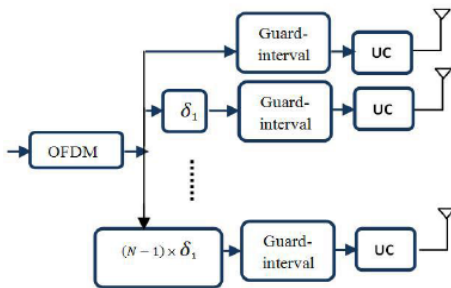 Guard-
interval
UC
δ₁
Guard-
interval
UC
OFDM
(N − 1) × δ₁
Guard-
interval
UC